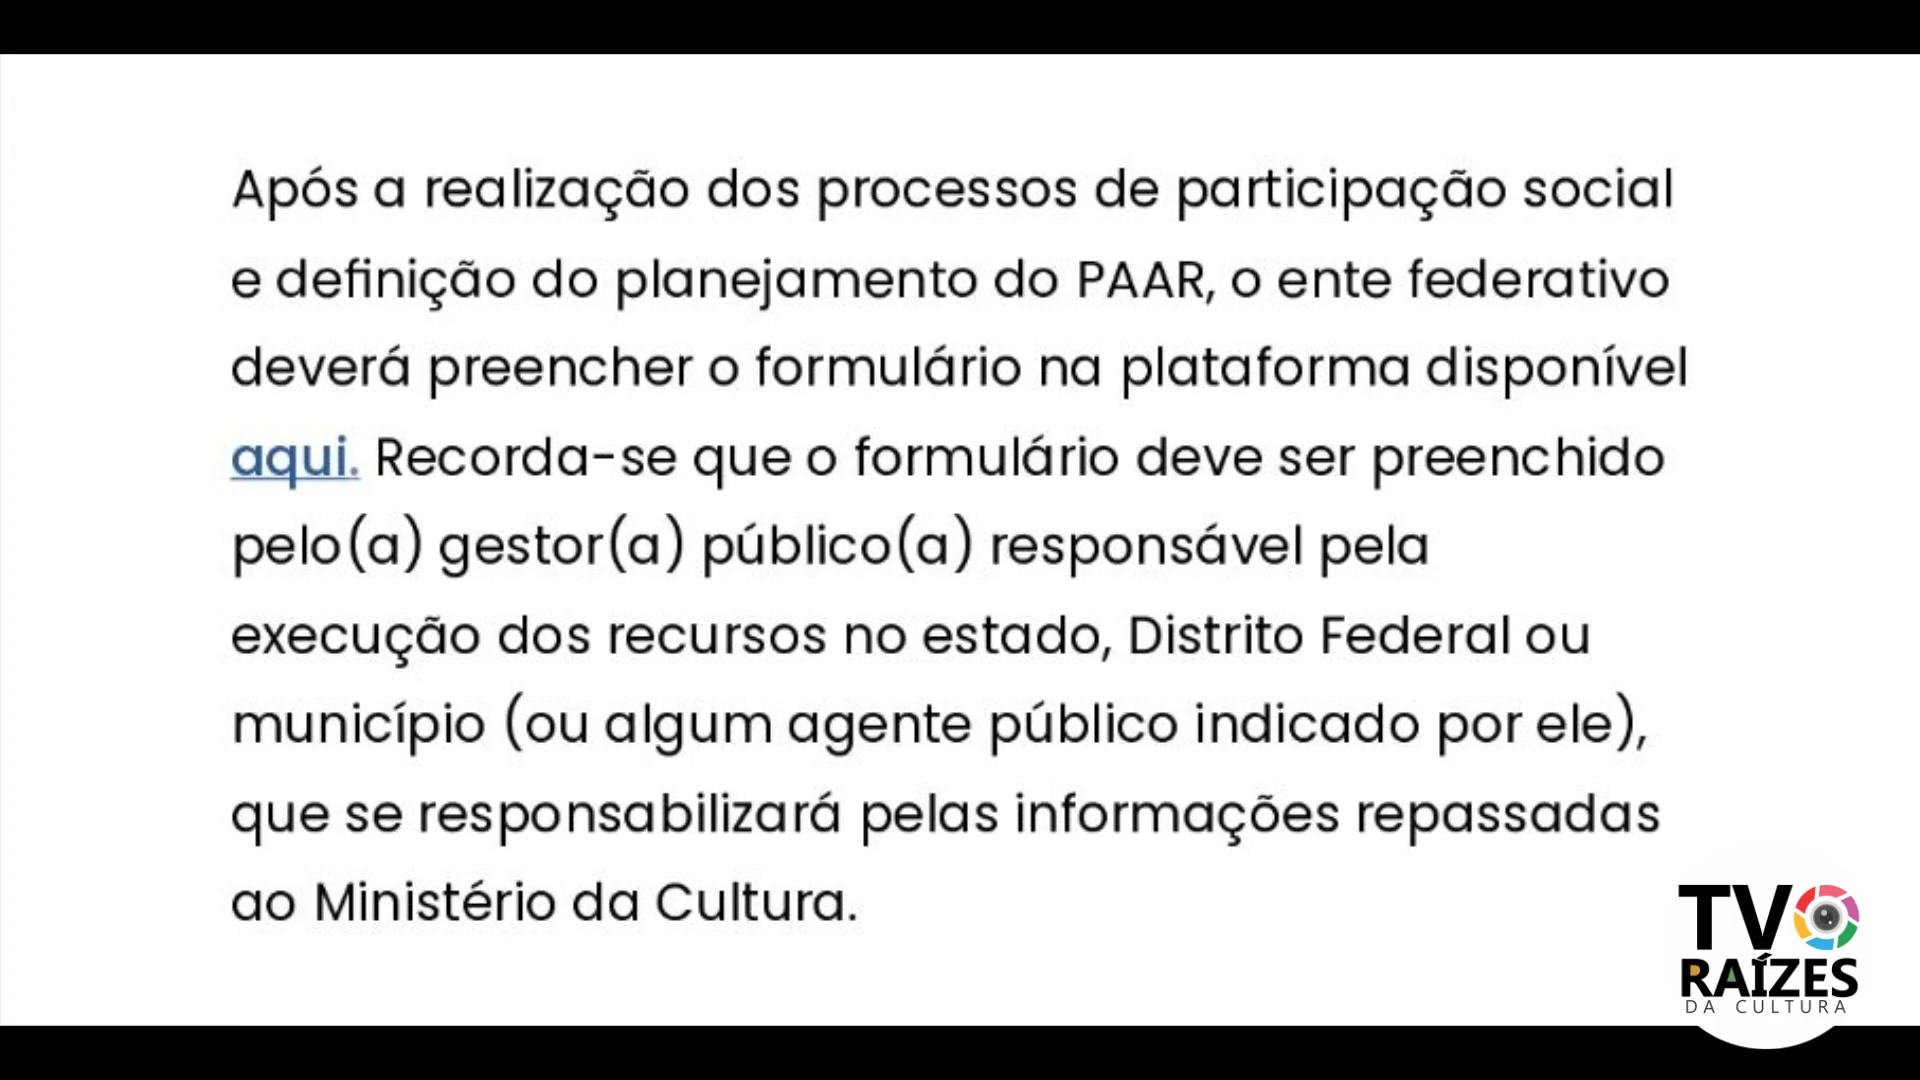 Após a realização dos processos de participação social
e definição do planejamento do PAAR, o ente federativo
deverá preencher o formulário na plataforma disponível
aqui. Recorda-se que o formulário deve ser preenchido
pelo(a) gestor(a) público(a) responsável pela
execução dos recursos no estado, Distrito Federal ou
município (ou algum agente público indicado por ele),
que se responsabilizará pelas informações repassadas
ao Ministério da Cultura.
TV
RAÍZES
DA CULTURA